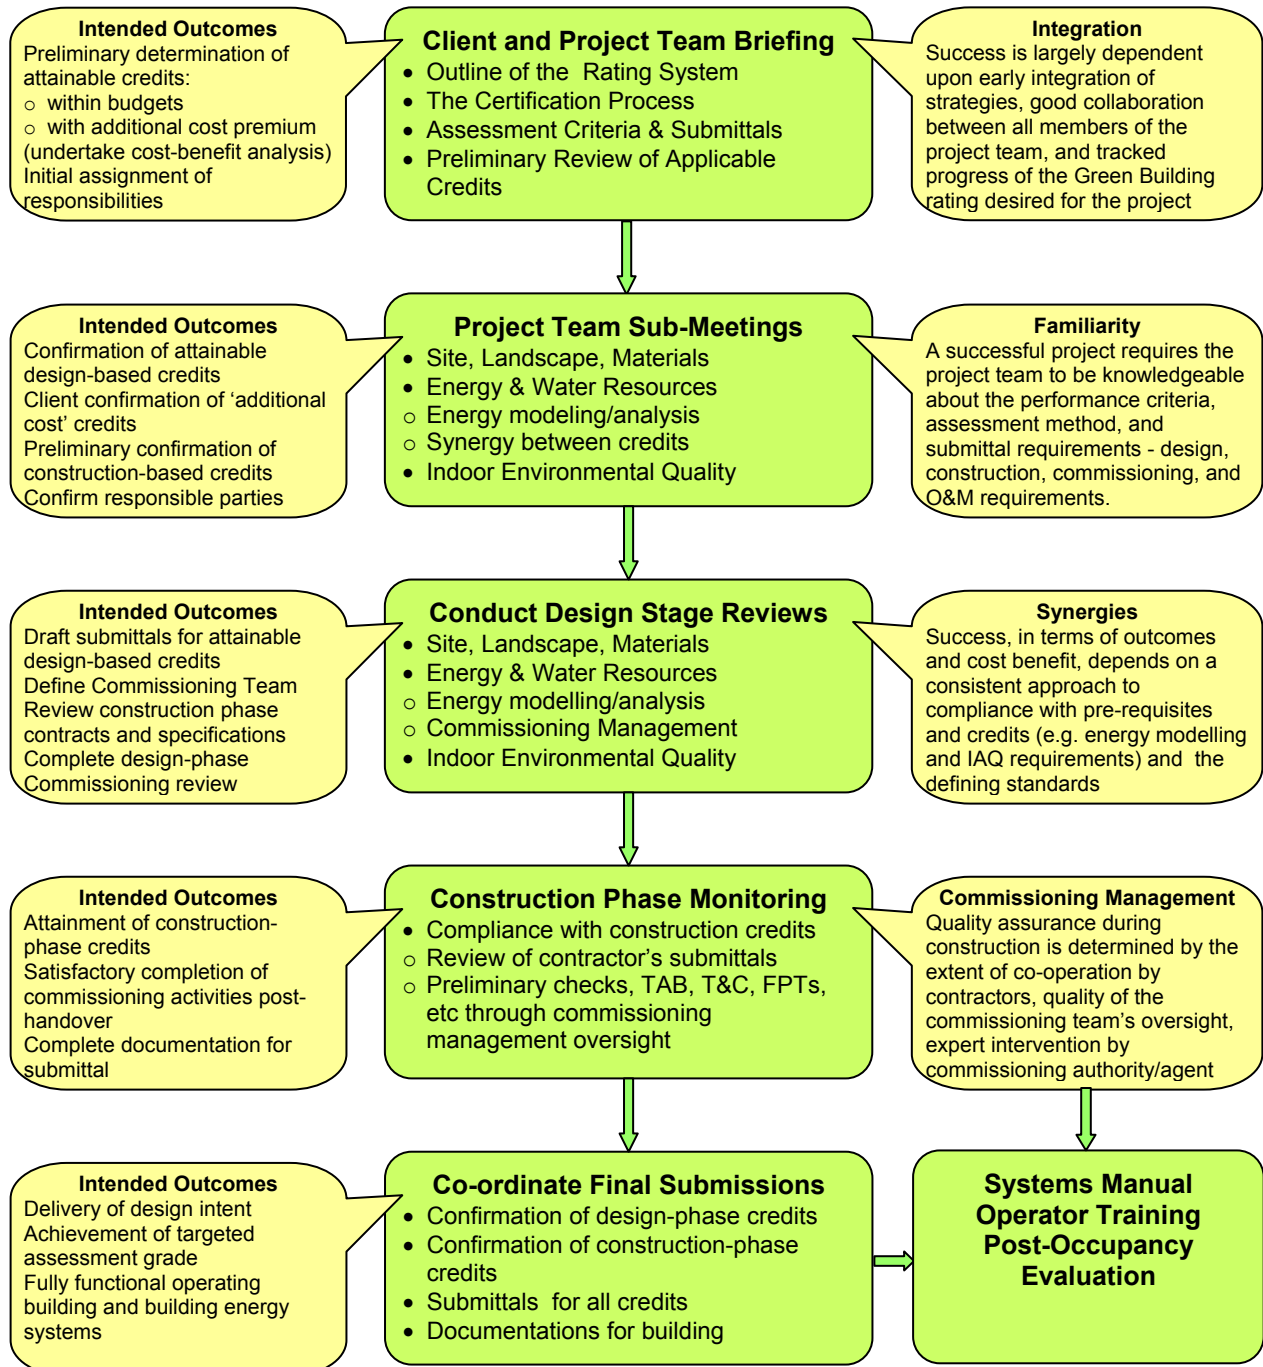 Intended Outcomes
Preliminary determination of
attainable credits:
○ within budgets
○ with additional cost premium
(undertake cost-benefit analysis)
Initial assignment of
responsibilities
Client and Project Team Briefing
• Outline of the Rating System
• The Certification Process
• Assessment Criteria & Submittals
• Preliminary Review of Applicable
Credits
Integration
Success is largely dependent
upon early integration of
strategies, good collaboration
between all members of the
project team, and tracked
progress of the Green Building
rating desired for the project
Intended Outcomes
Confirmation of attainable
design-based credits
Client confirmation of ‘additional
cost’ credits
Preliminary confirmation of
construction-based credits
Confirm responsible parties
Project Team Sub-Meetings
• Site, Landscape, Materials
• Energy & Water Resources
○ Energy modeling/analysis
○ Synergy between credits
• Indoor Environmental Quality
Familiarity
A successful project requires the
project team to be knowledgeable
about the performance criteria,
assessment method, and
submittal requirements - design,
construction, commissioning, and
O&M requirements.
Intended Outcomes
Draft submittals for attainable
design-based credits
Define Commissioning Team
Review construction phase
contracts and specifications
Complete design-phase
Commissioning review
Conduct Design Stage Reviews
• Site, Landscape, Materials
• Energy & Water Resources
○ Energy modelling/analysis
○ Commissioning Management
• Indoor Environmental Quality
Synergies
Success, in terms of outcomes
and cost benefit, depends on a
consistent approach to
compliance with pre-requisites
and credits (e.g. energy modelling
and IAQ requirements) and the
defining standards
Intended Outcomes
Attainment of construction-
phase credits
Satisfactory completion of
commissioning activities post-
handover
Complete documentation for
submittal
Construction Phase Monitoring
• Compliance with construction credits
○ Review of contractor’s submittals
○ Preliminary checks, TAB, T&C, FPTs,
etc through commissioning
management oversight
Commissioning Management
Quality assurance during
construction is determined by the
extent of co-operation by
contractors, quality of the
commissioning team’s oversight,
expert intervention by
commissioning authority/agent
Intended Outcomes
Delivery of design intent
Achievement of targeted
assessment grade
Fully functional operating
building and building energy
systems
Co-ordinate Final Submissions
• Confirmation of design-phase credits
• Confirmation of construction-phase
credits
• Submittals for all credits
• Documentations for building
Systems Manual
Operator Training
Post-Occupancy
Evaluation